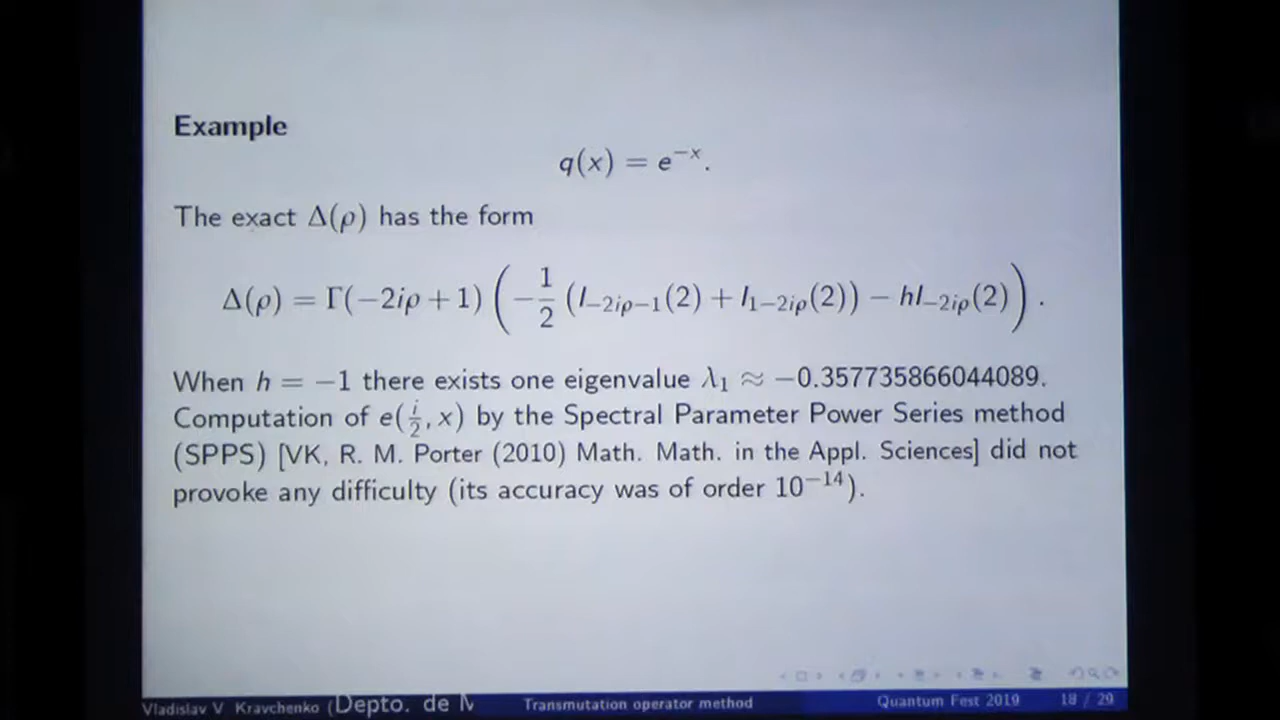 Example
q(x) = e^{-x}.
The exact Δ(ρ) has the form
Δ(ρ) = Γ(−2iρ + 1) ( −\frac{1}{2} (I_{−2iρ−1}(2) + I_{1−2iρ}(2)) − hI_{−2iρ}(2) ) .
When h = −1 there exists one eigenvalue λ₁ ≈ −0.357735866044089.
Computation of e(\frac{i}{2}, x) by the Spectral Parameter Power Series method
(SPPS) [VK, R. M. Porter (2010) Math. Math. in the Appl. Sciences] did not
provoke any difficulty (its accuracy was of order 10^{−14}).
Vladislav V Kravchenko (Depto. de M Transmutation operator method Quantum Fest 2019 18 / 29